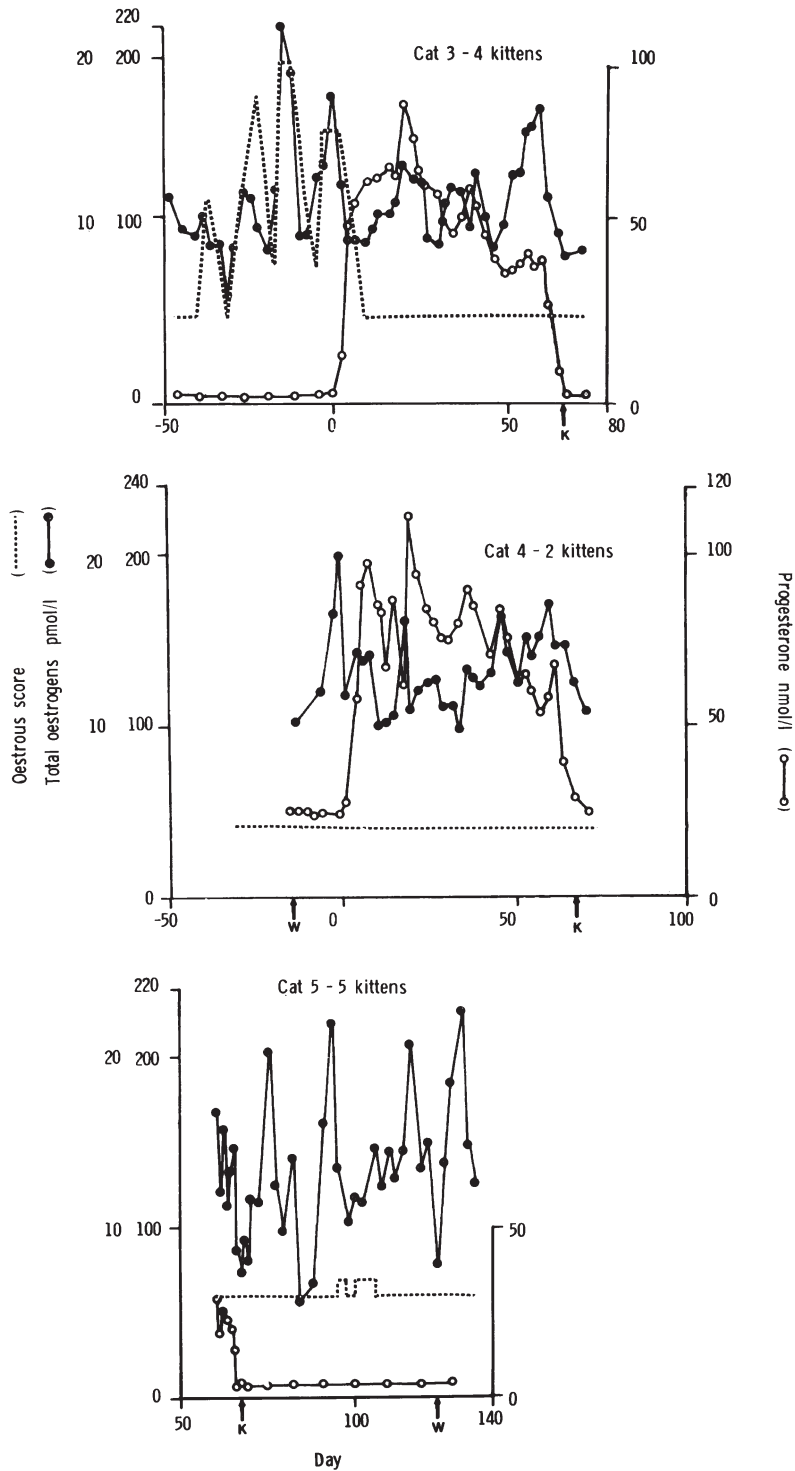 220
20 200
Cat 3 - 4 kittens
100
10 100
50
0
0
-50 0 50 80
K
240
120
20 200
Cat 4 - 2 kittens
100
10 100
50
0
0
-50 0 50 100
W K
Oestrous score ( )
Total oestrogens pmol/l ( )
Progesterone nmol/l ( )
220
Cat 5 - 5 kittens
20 200
10 100
50
0
0
50 100 140
K W
Day